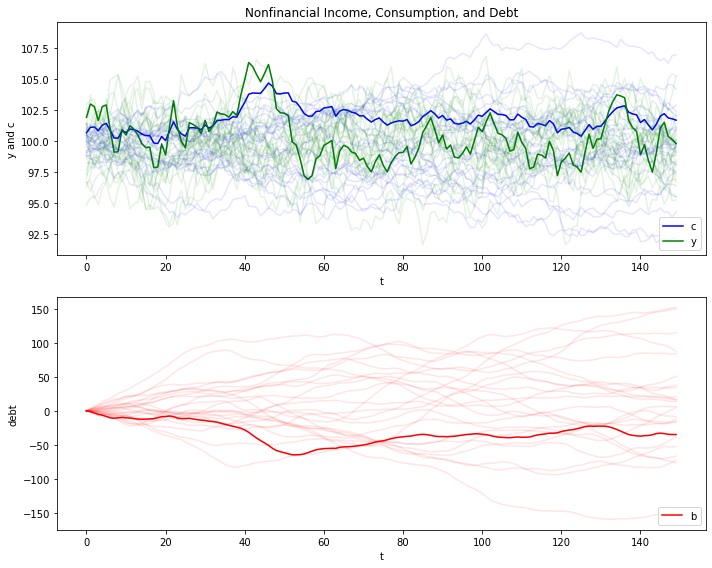 Nonfinancial Income, Consumption, and Debt
y and c
107.5
105.0
102.5
100.0
97.5
95.0
92.5
c
y
0 20 40 60 80 100 120 140
t
debt
150
100
50
0
−50
−100
−150
b
0 20 40 60 80 100 120 140
t